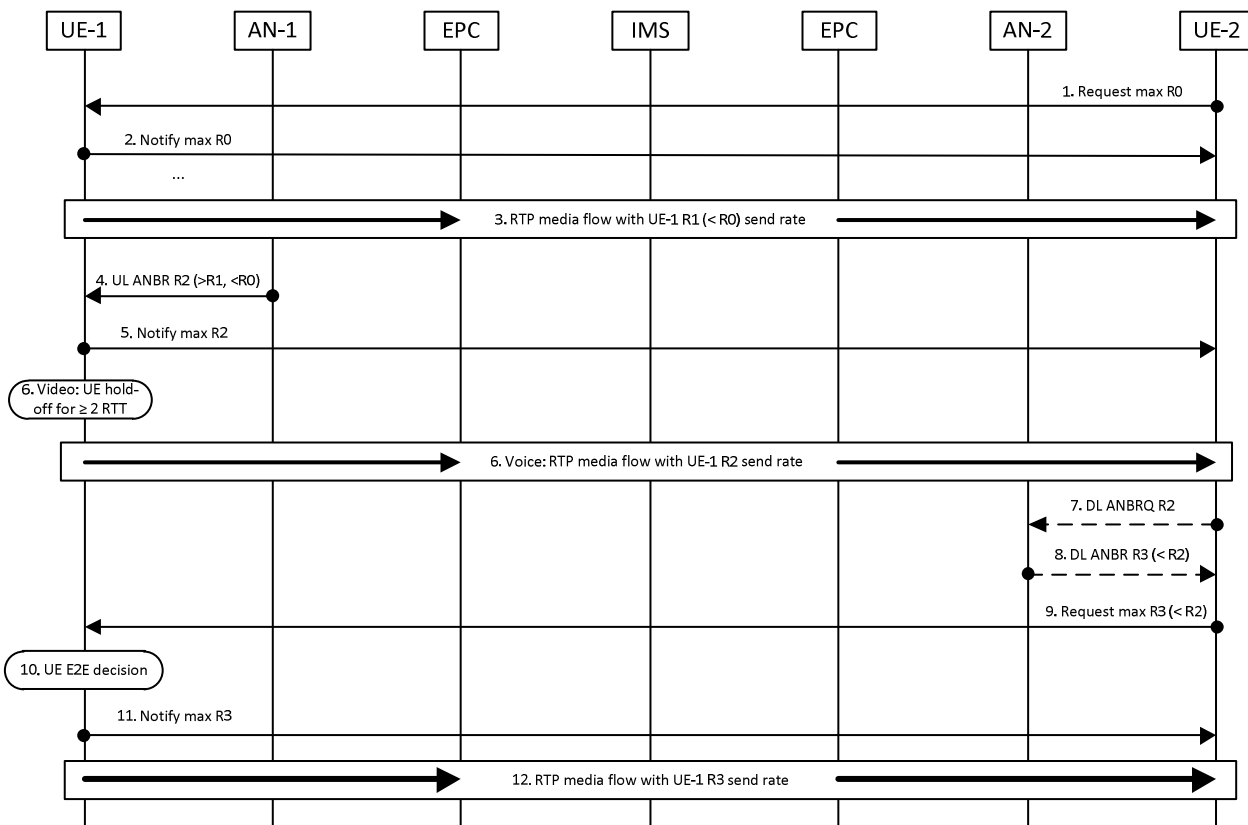 UE-1 AN-1 EPC IMS EPC AN-2 UE-2
1. Request max R0
2. Notify max R0
...
3. RTP media flow with UE-1 R1 (< R0) send rate
4. UL ANBR R2 (>R1, <R0)
5. Notify max R2
6. Video: UE hold-
off for ≥ 2 RTT
6. Voice: RTP media flow with UE-1 R2 send rate
7. DL ANBRQ R2
8. DL ANBR R3 (< R2)
9. Request max R3 (< R2)
10. UE E2E decision
11. Notify max R3
12. RTP media flow with UE-1 R3 send rate